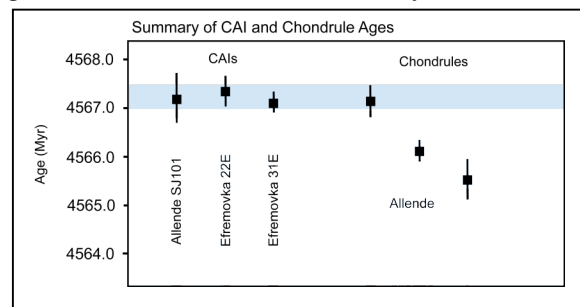 Summary of CAI and Chondrule Ages
CAIs
Chondrules
Age (Myr)
4568.0
4567.0
4566.0
4565.0
4564.0
Allende SJ101
Efremovka 22E
Efremovka 31E
Allende